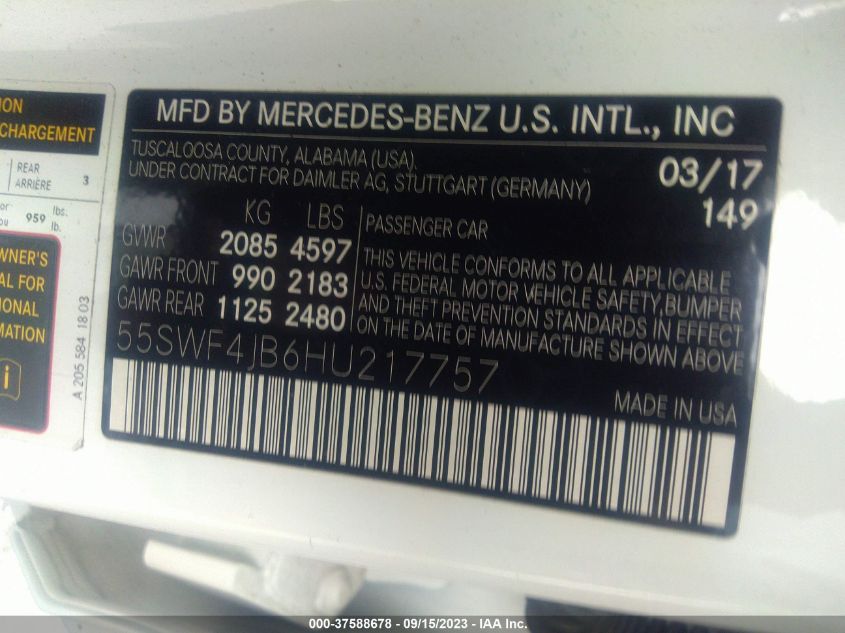 MFD BY MERCEDES-BENZ U.S. INTL., INC
TUSCALOOSA COUNTY, ALABAMA (USA).
UNDER CONTRACT FOR DAIMLER AG, STUTTGART (GERMANY)
03/17
149
KG LBS
GVWR 2085 4597
GAWR FRONT 990 2183
GAWR REAR 1125 2480
PASSENGER CAR
THIS VEHICLE CONFORMS TO ALL APPLICABLE
U.S. FEDERAL MOTOR VEHICLE SAFETY, BUMPER
AND THEFT PREVENTION STANDARDS IN EFFECT
ON THE DATE OF MANUFACTURE SHOWN ABOVE
55SWF4JB6HU217757
MADE IN USA
ION
CHARGEMENT
REAR
ARRIÈRE 3
or
ou 959 lbs.
lb.
OWNER'S
AL FOR
IONAL
MATION
i
A 205 584 18 03
000-37588678 - 09/15/2023 - IAA Inc.